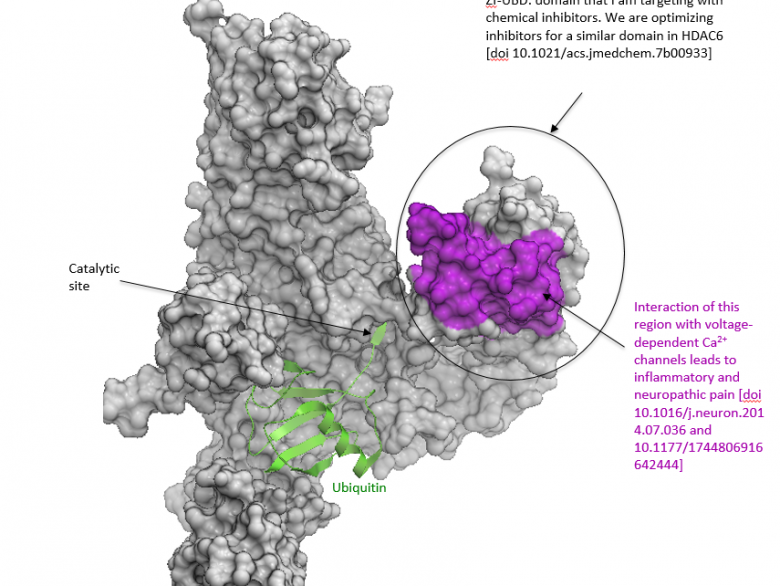 Zf-UBD: domain that I am targeting with
chemical inhibitors. We are optimizing
inhibitors for a similar domain in HDAC6
[doi 10.1021/acs.jmedchem.7b00933]
Catalytic
site
Interaction of this
region with voltage-
dependent Ca²⁺
channels leads to
inflammatory and
neuropathic pain [doi
10.1016/j.neuron.201
4.07.036 and
10.1177/1744806916
642444]
Ubiquitin